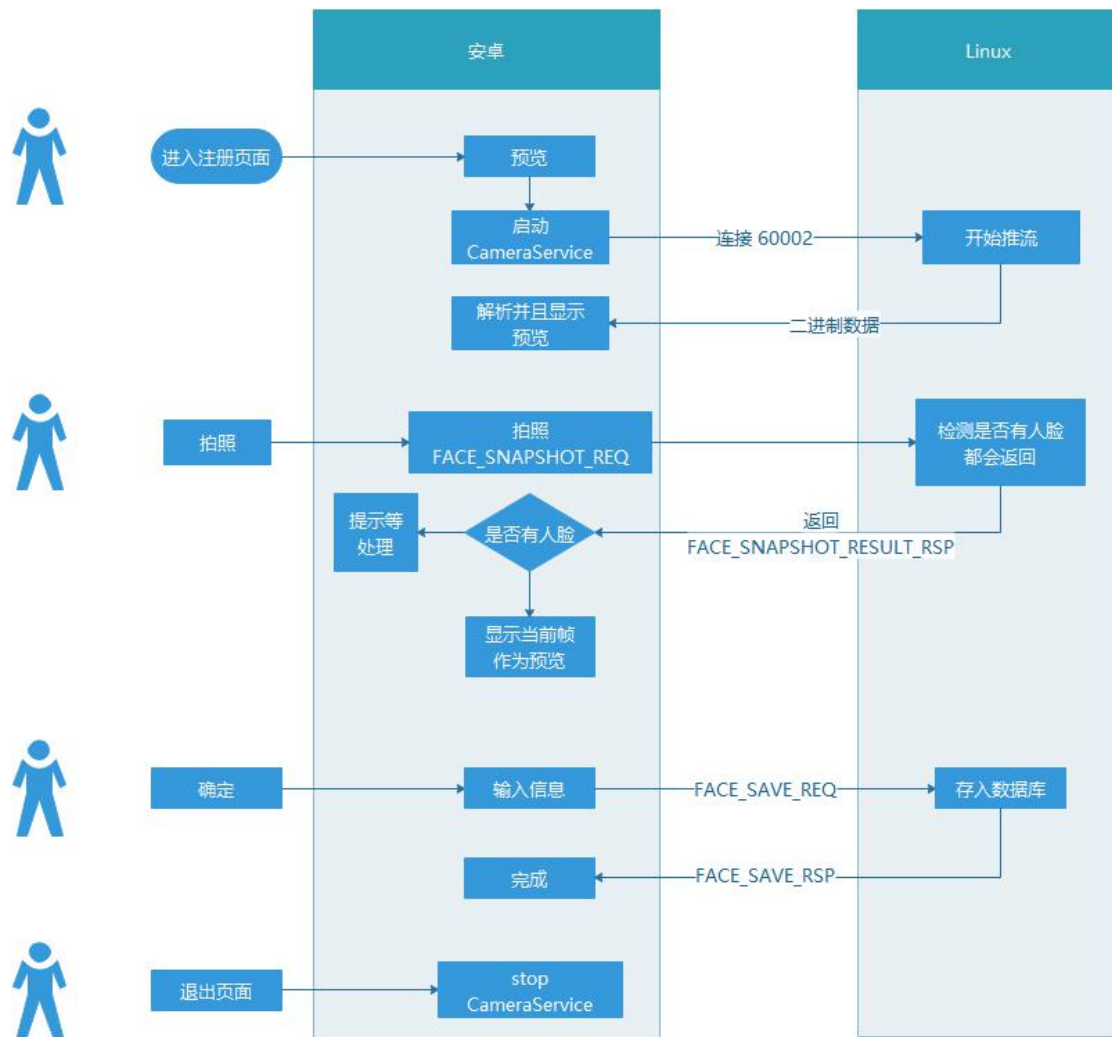 安卓
Linux
进入注册页面
预览
启动
CameraService
连接 60002
开始推流
解析并且显示
预览
二进制数据
拍照
拍照
FACE_SNAPSHOT_REQ
检测是否有人脸
都会返回
提示等
处理
是否有人脸
返回
FACE_SNAPSHOT_RESULT_RSP
显示当前帧
作为预览
确定
输入信息
FACE_SAVE_REQ
存入数据库
完成
FACE_SAVE_RSP
退出页面
stop
CameraService